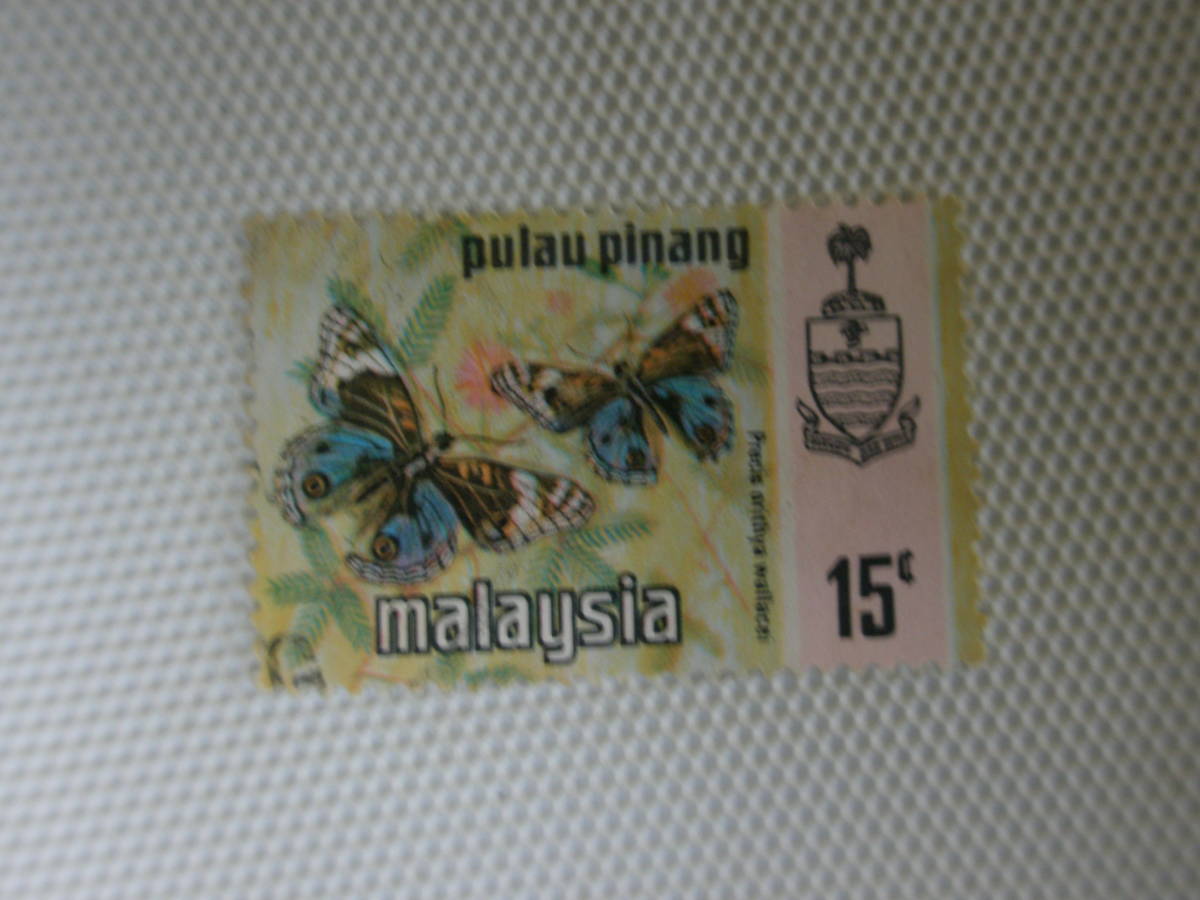 pulau pinang
Precis orithya wallacei
malaysia
15¢